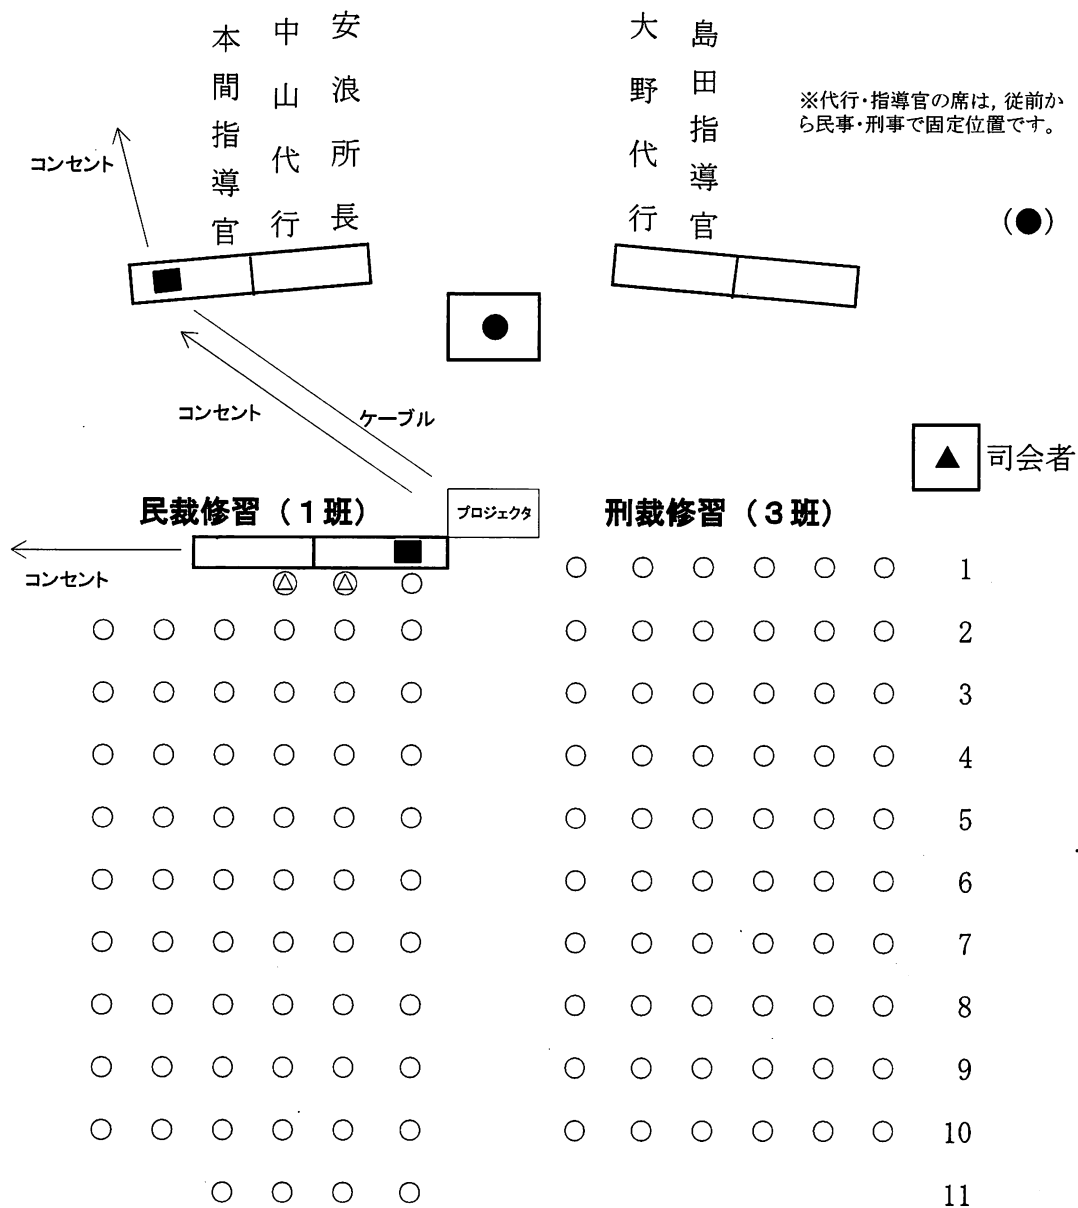 本間指導官
中山代行
安浪所長
大野代行
島田指導官
※代行・指導官の席は，従前か
ら民事・刑事で固定位置です。
コンセント
(●)
コンセント
ケーブル
▲
司会者
民裁修習（１班）
プロジェクタ
刑裁修習（３班）
コンセント
1
2
3
4
5
6
7
8
9
10
11